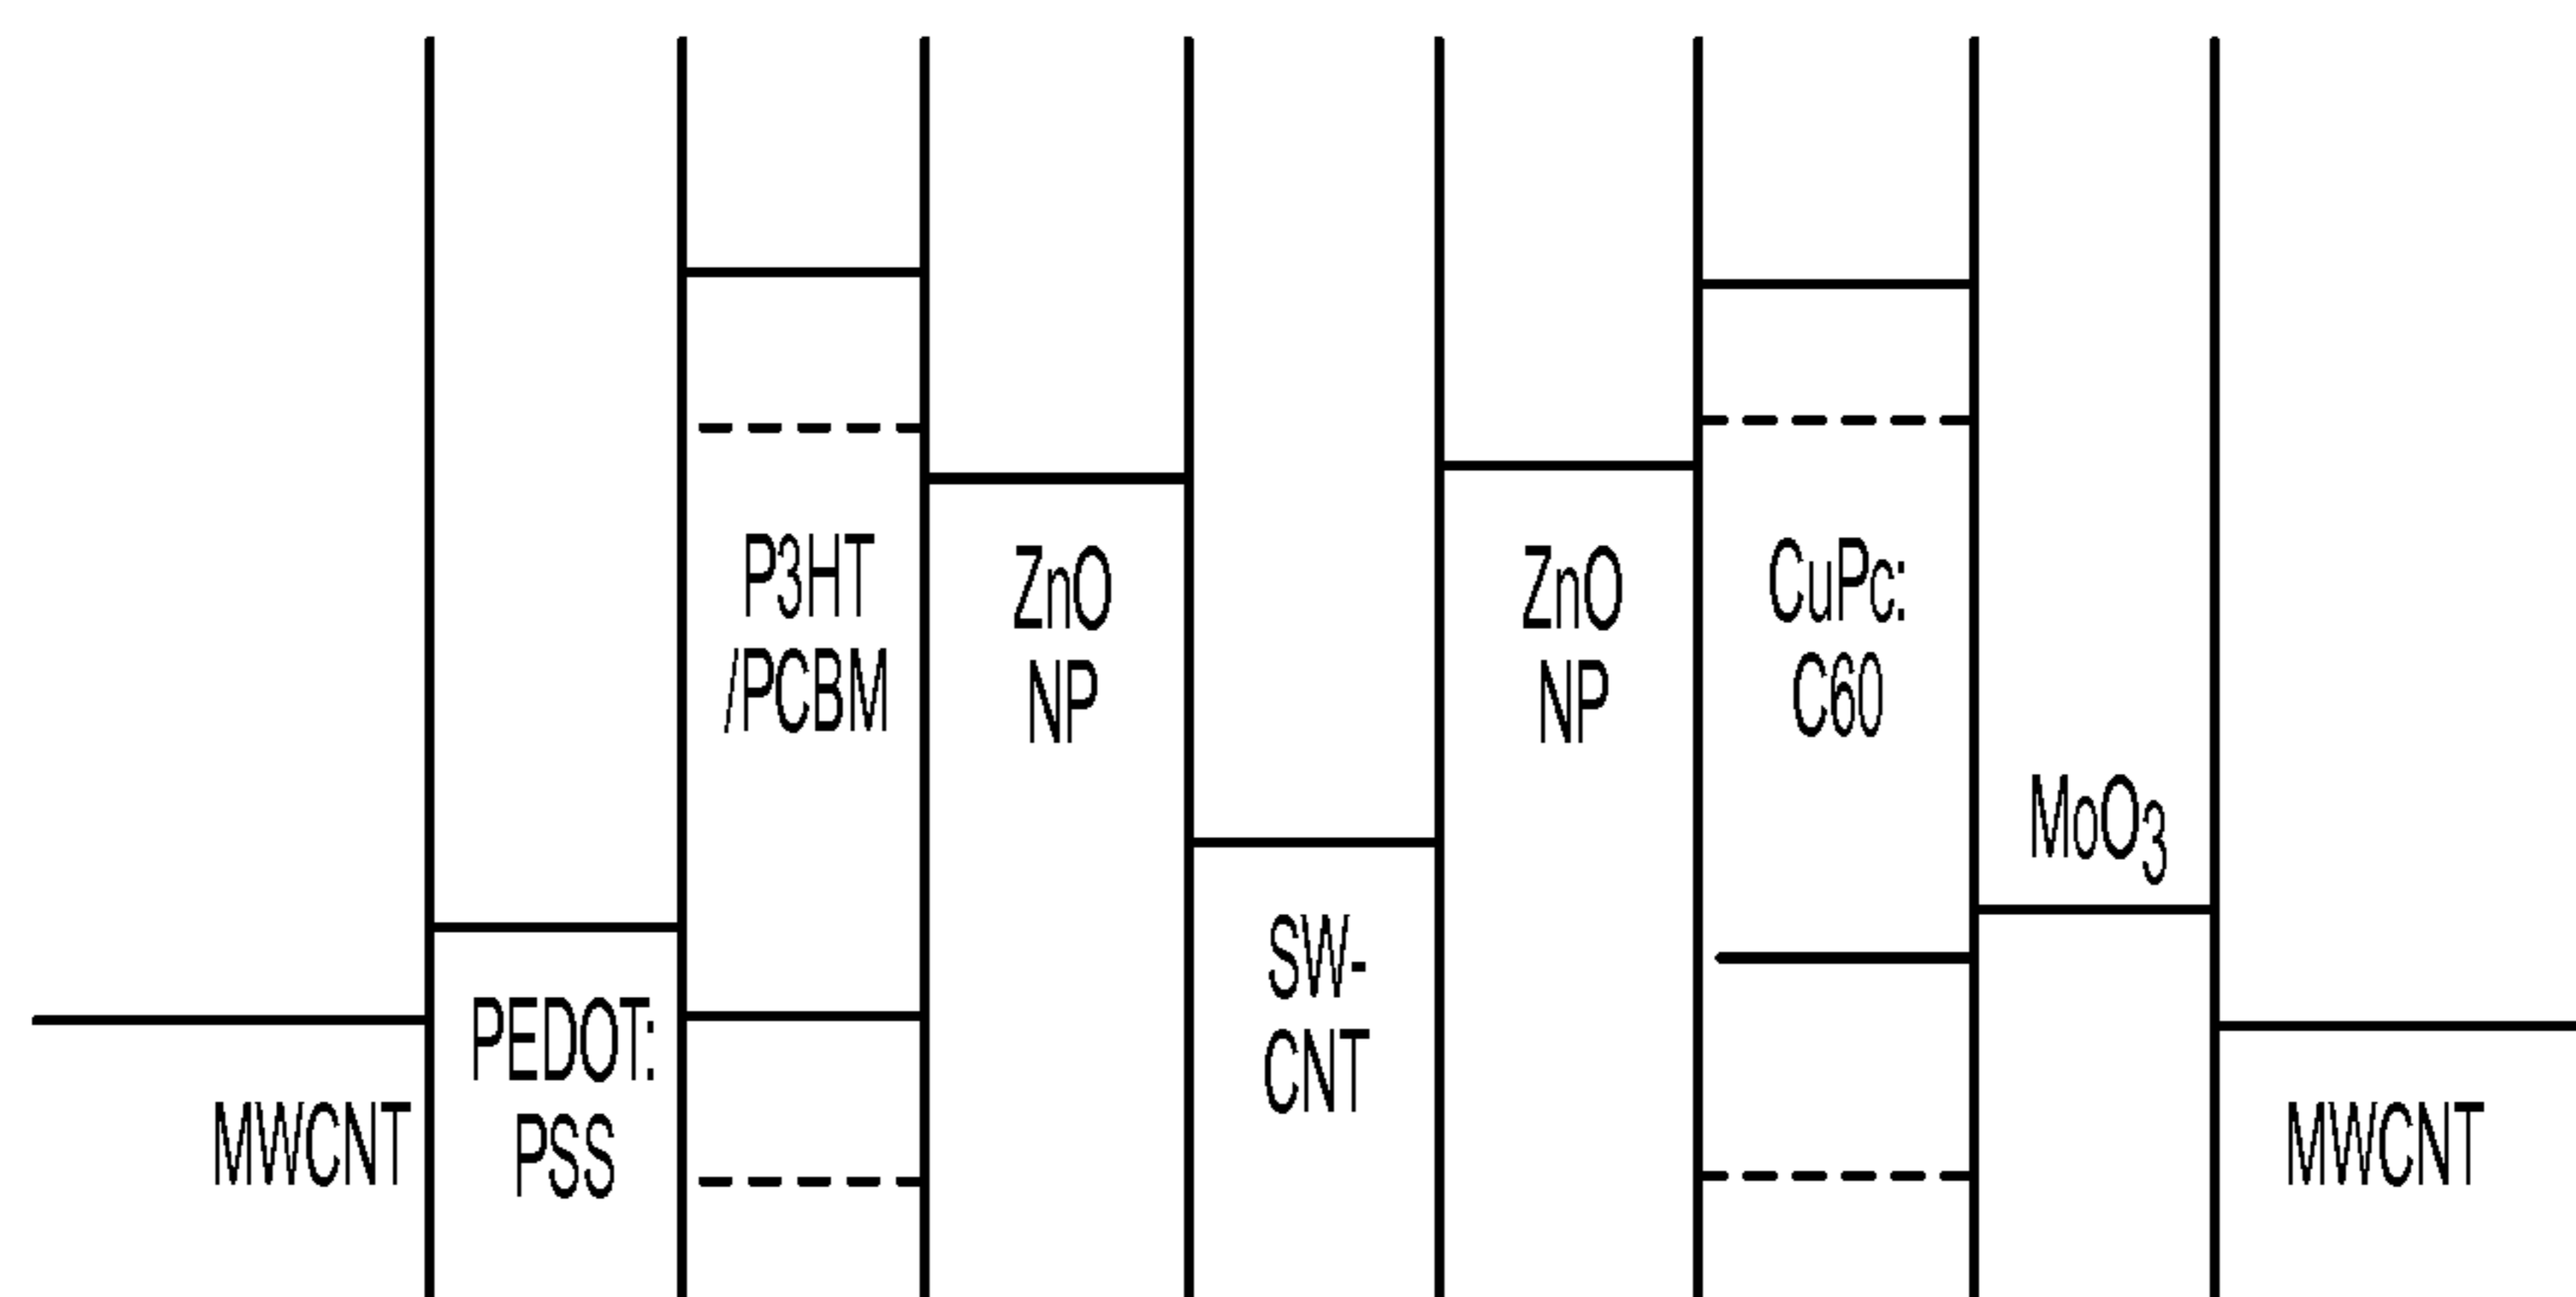 MWCNT
PEDOT:
PSS
P3HT
/PCBM
ZnO
NP
SW-
CNT
ZnO
NP
CuPc:
C60
MoO3
MWCNT